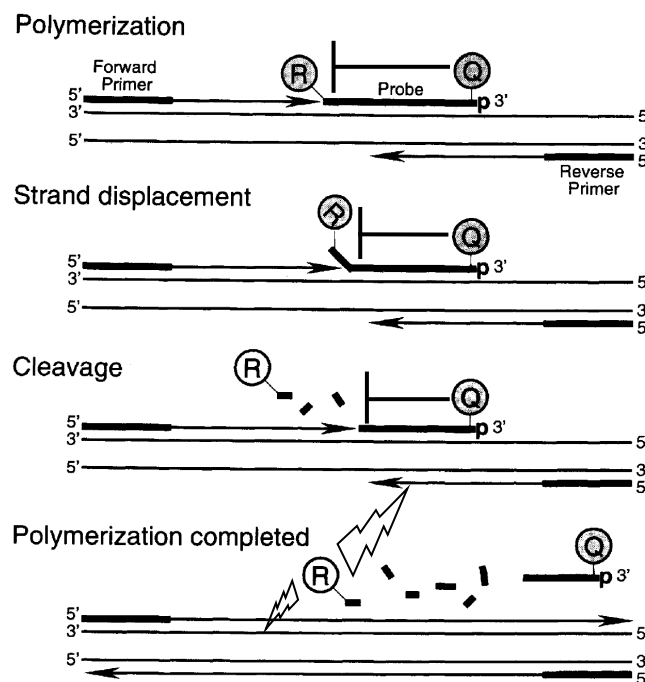 Polymerization
Forward
Primer
R
Q
Probe
5'
p 3'
3'
5'
5'
3'
5'
Reverse
Primer
Strand displacement
R
Q
5'
p 3'
3'
5'
5'
3'
5'
Cleavage
R
Q
5'
p 3'
3'
5'
5'
3'
5'
Polymerization completed
R
Q
p 3'
5'
3'
5'
5'
3'
5'